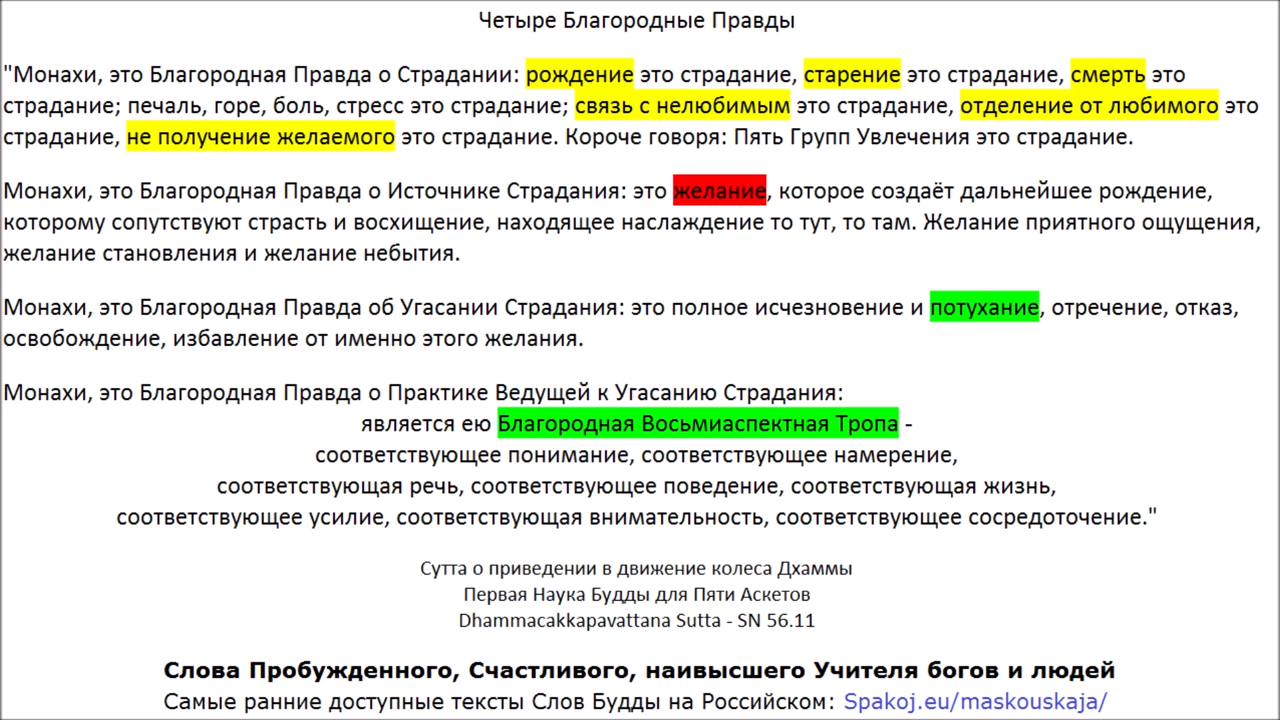 Четыре Благородные Правды
"Монахи, это Благородная Правда о Страдании: рождение это страдание, старение это страдание, смерть это
страдание; печаль, горе, боль, стресс это страдание; связь с нелюбимым это страдание, отделение от любимого это
страдание, не получение желаемого это страдание. Короче говоря: Пять Групп Увлечения это страдание.
Монахи, это Благородная Правда о Источнике Страдания: это желание, которое создаёт дальнейшее рождение,
которому сопутствуют страсть и восхищение, находящее наслаждение то тут, то там. Желание приятного ощущения,
желание становления и желание небытия.
Монахи, это Благородная Правда об Угасании Страдания: это полное исчезновение и потухание, отречение, отказ,
освобождение, избавление от именно этого желания.
Монахи, это Благородная Правда о Практике Ведущей к Угасанию Страдания:
является ею Благородная Восьмиаспектная Тропа -
соответствующее понимание, соответствующее намерение,
соответствующая речь, соответствующее поведение, соответствующая жизнь,
соответствующее усилие, соответствующая внимательность, соответствующее сосредоточение."
Сутта о приведении в движение колеса Дхаммы
Первая Наука Будды для Пяти Аскетов
Dhammacakkapavattana Sutta - SN 56.11
Слова Пробужденного, Счастливого, наивысшего Учителя богов и людей
Самые ранние доступные тексты Слов Будды на Российском: Spakoj.eu/maskouskaja/